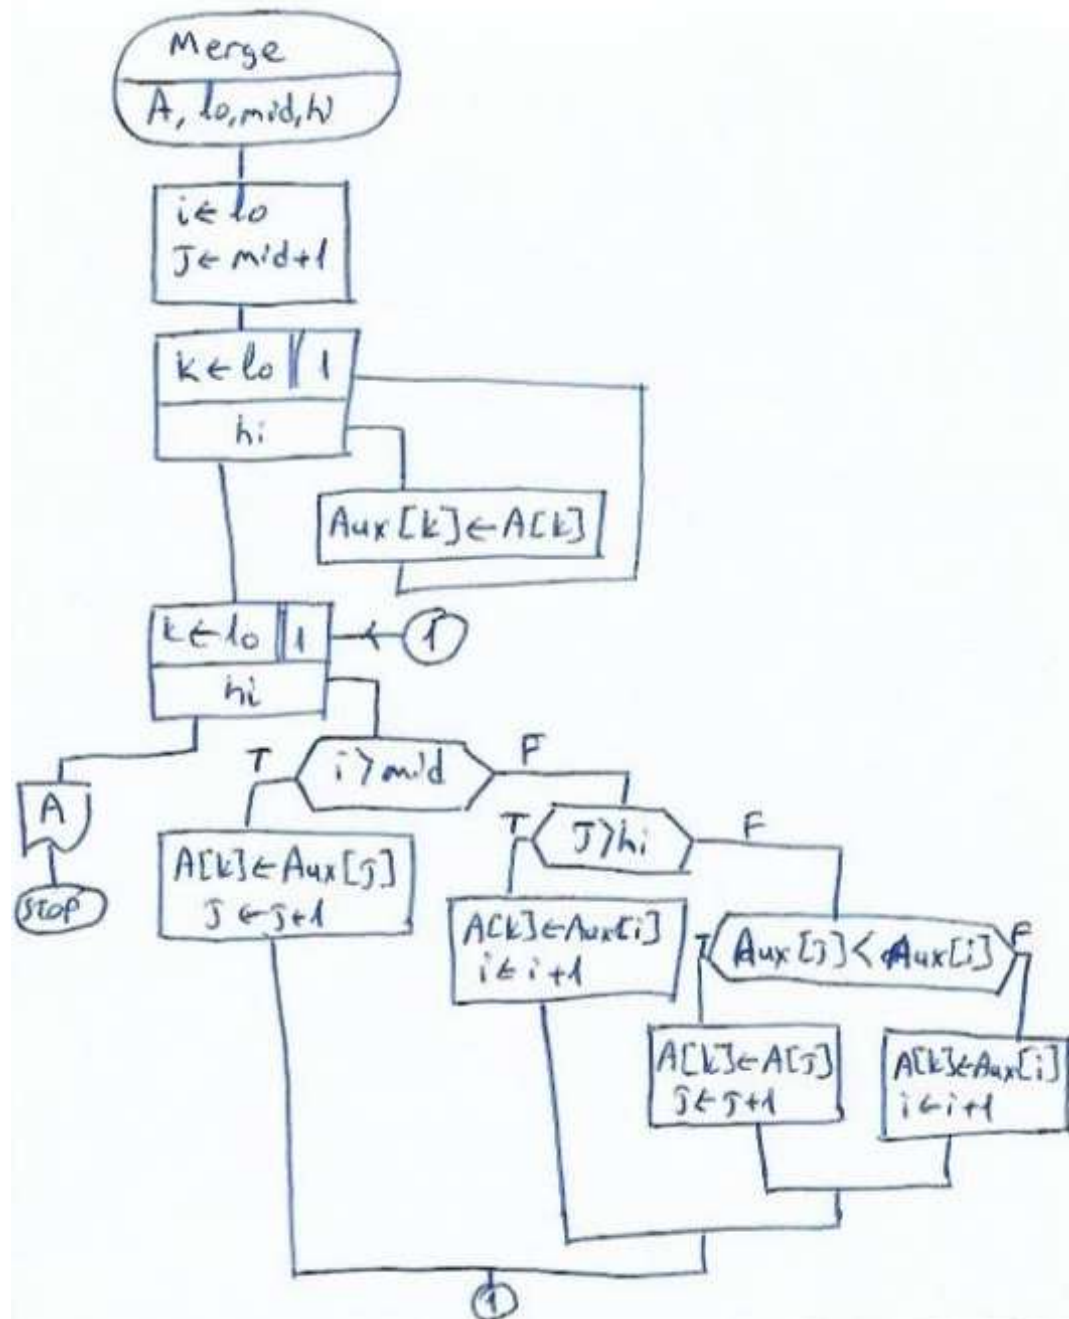 Merge
A, lo, mid, hi
i ← lo
J ← mid+1
k ← lo 1
hi
Aux[k] ← A[k]
k ← lo 1
1
hi
T
i > mid
F
A
STOP
A[k] ← Aux[J]
J ← J+1
T
J > hi
F
A[k] ← Aux[i]
i ← i+1
T
Aux[J] < Aux[i]
F
A[k] ← A[J]
J ← J+1
A[k] ← Aux[i]
i ← i+1
1